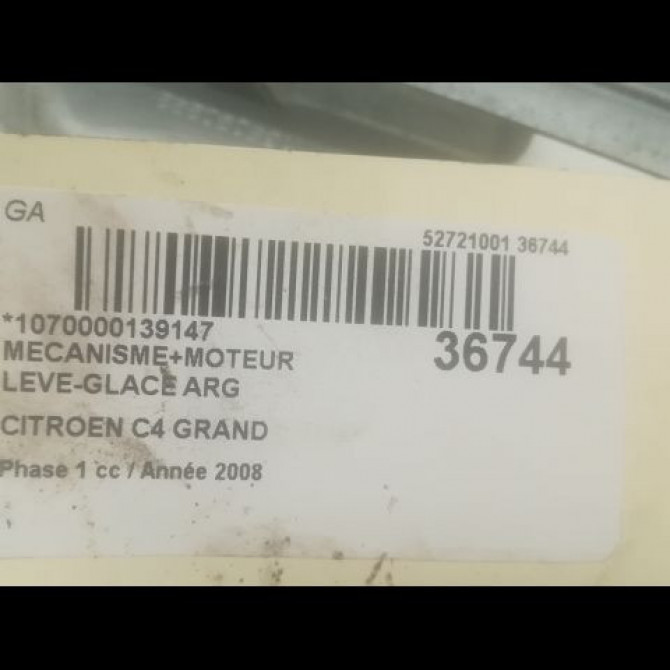 GA
52721001 36744
*1070000139147
36744
MECANISME+MOTEUR
LEVE-GLACE ARG
CITROEN C4 GRAND
Phase 1 cc / Année 2008